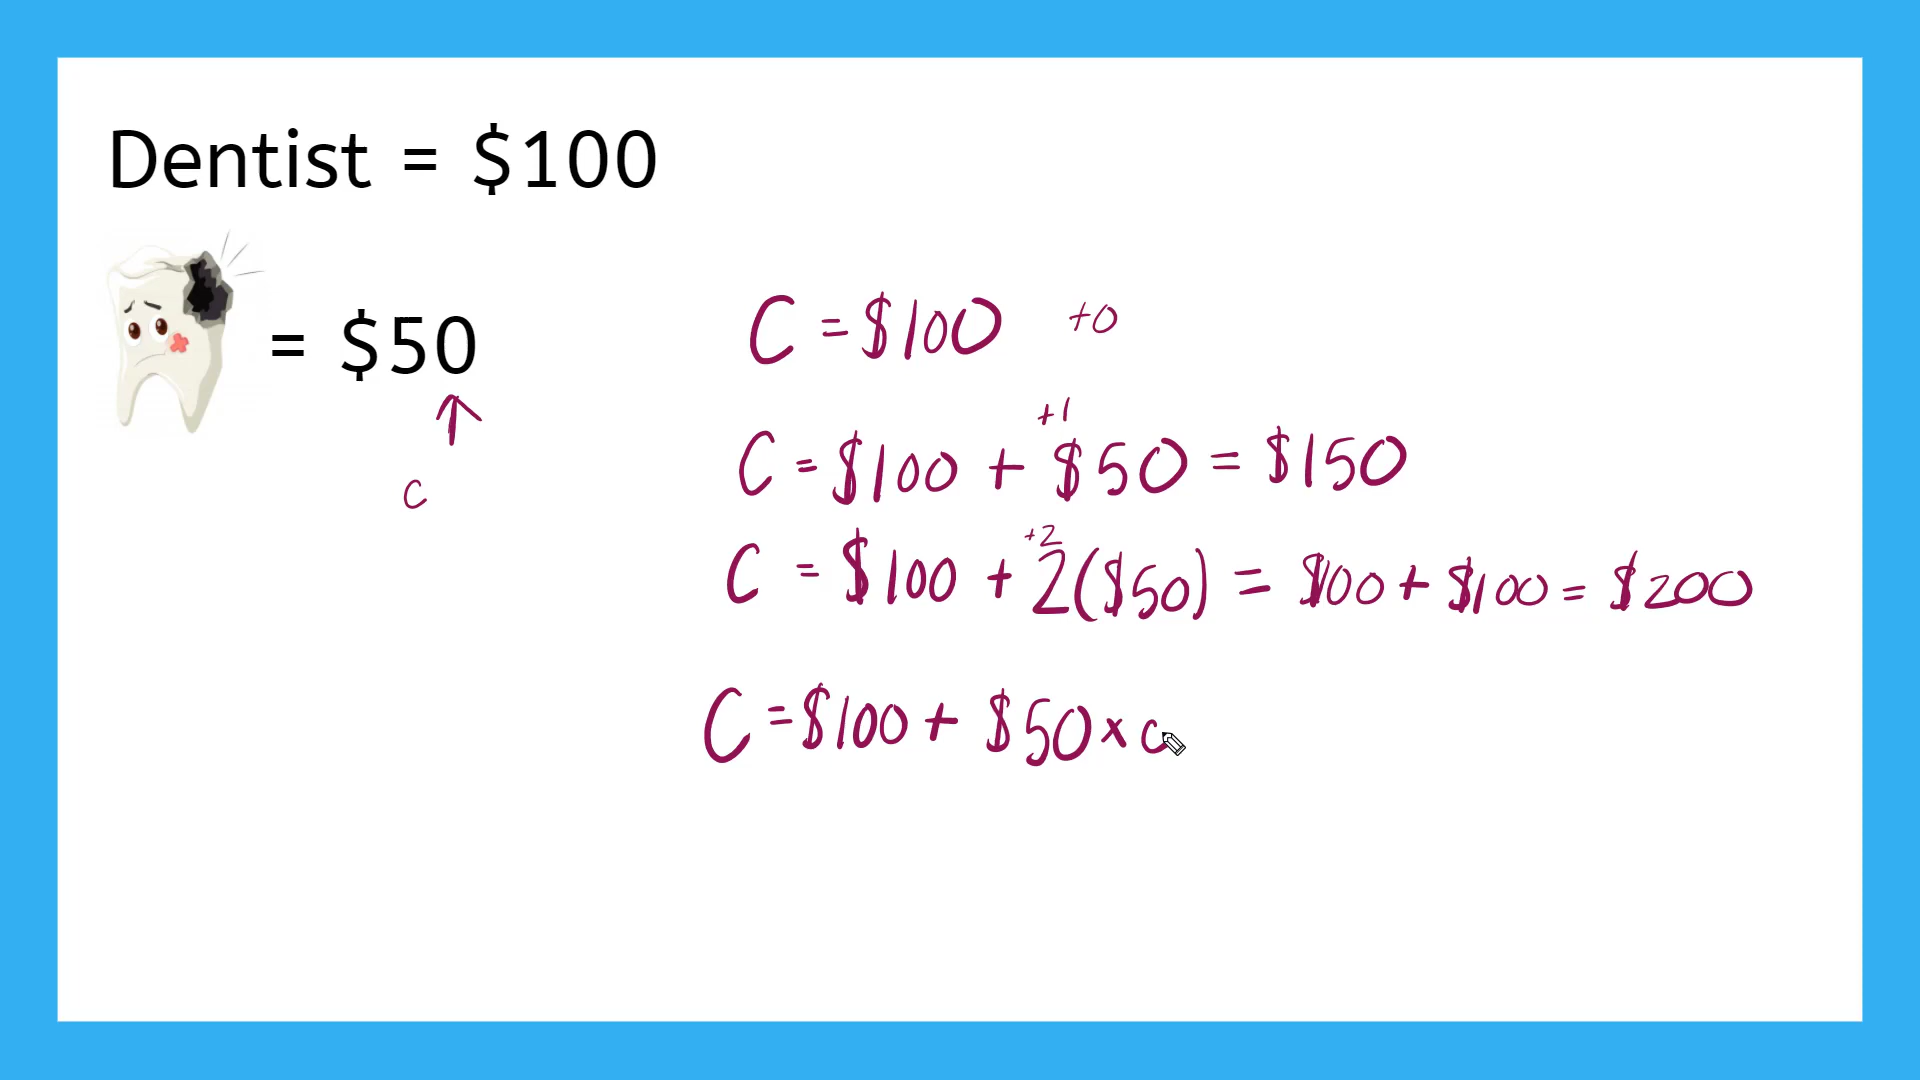 Dentist = $100
= $50
c
C = $100 +0
+1
C = $100 + $50 = $150
+2
C = $100 + 2($50) = $100 + $100 = $200
C = $100 + $50 × c